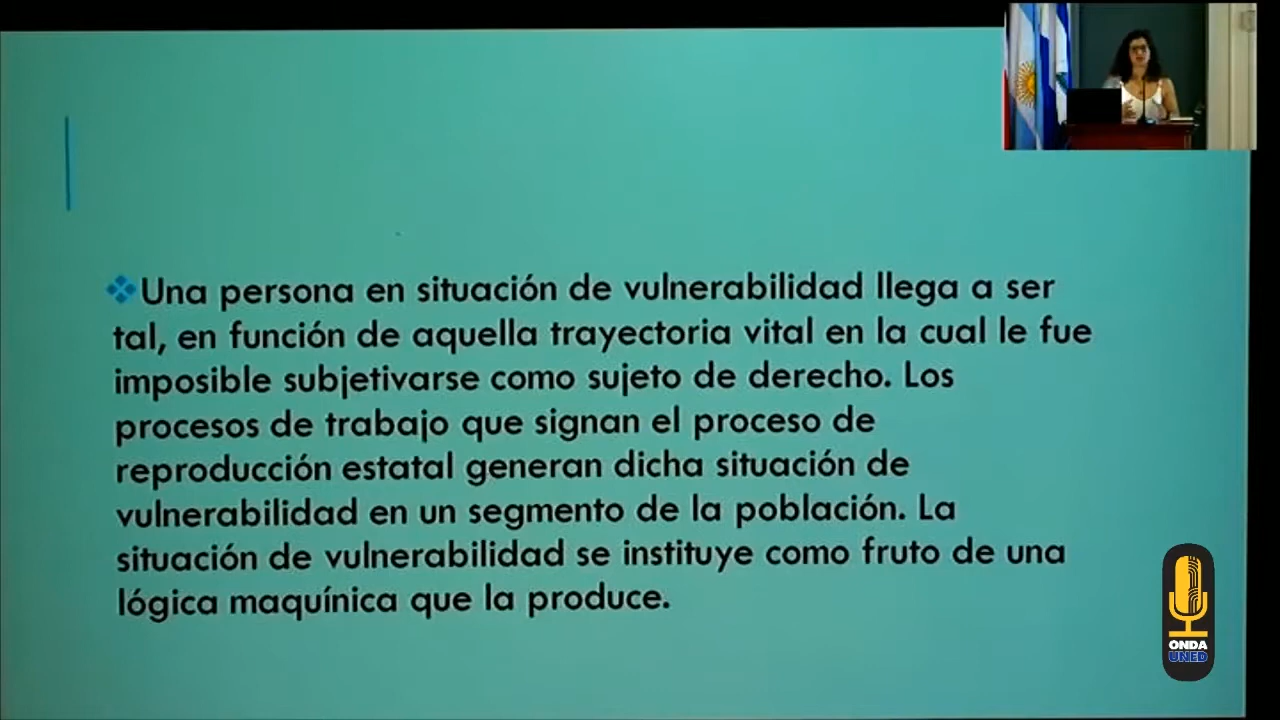 Una persona en situación de vulnerabilidad llega a ser
tal, en función de aquella trayectoria vital en la cual le fue
imposible subjetivarse como sujeto de derecho. Los
procesos de trabajo que signan el proceso de
reproducción estatal generan dicha situación de
vulnerabilidad en un segmento de la población. La
situación de vulnerabilidad se instituye como fruto de una
lógica maquínica que la produce.
ONDA
UNED